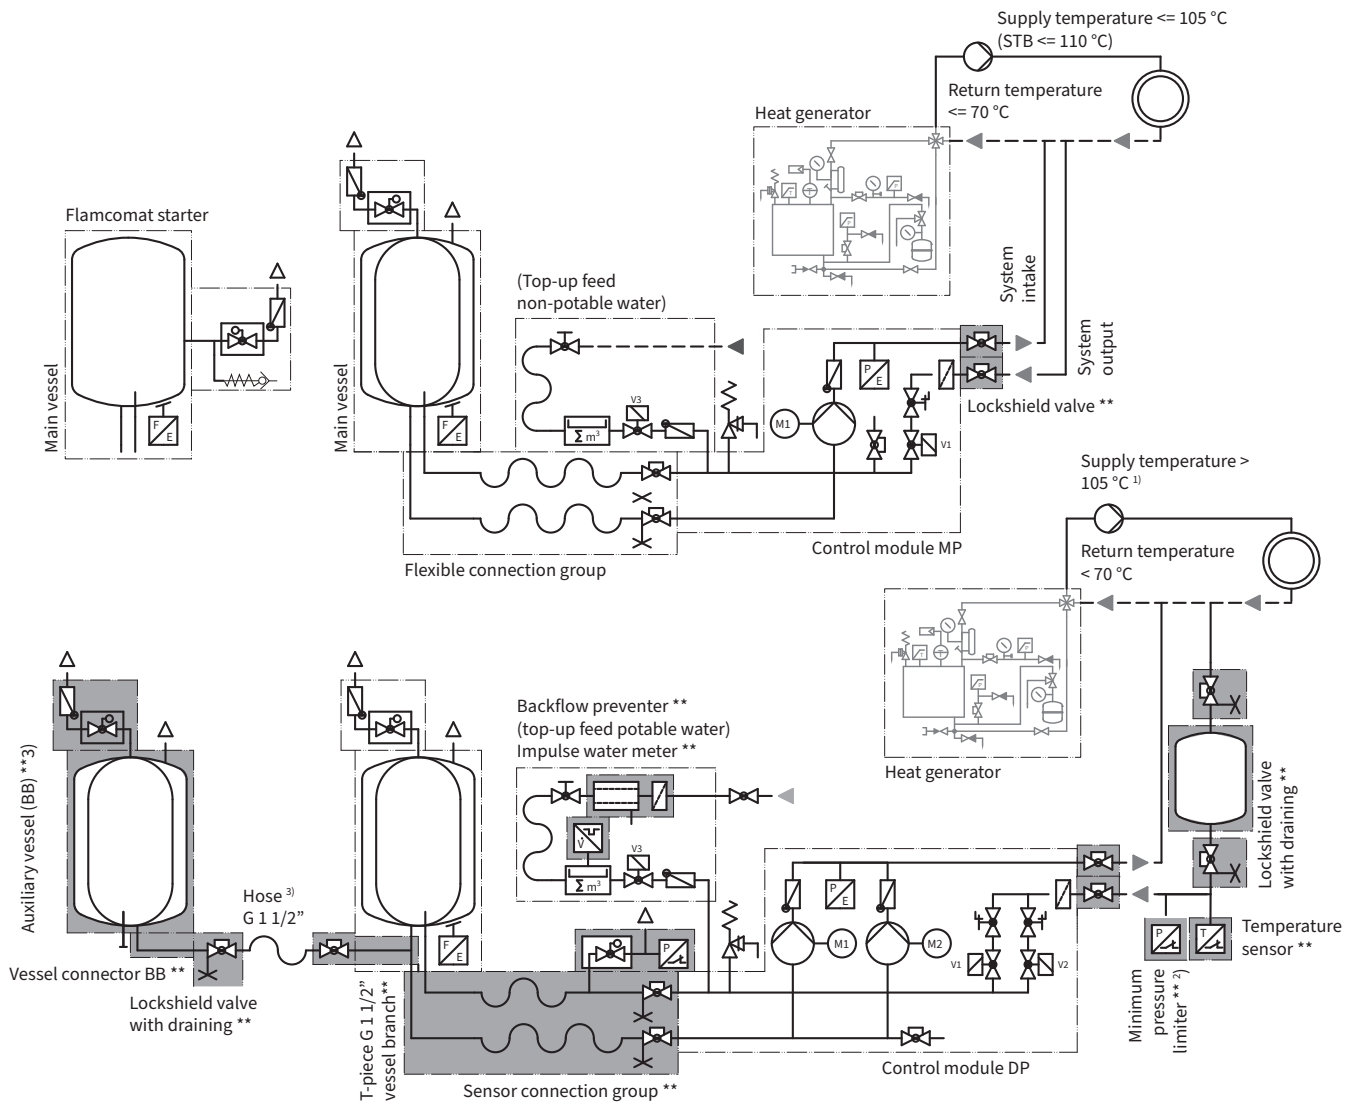 Supply temperature <= 105 °C
(STB <= 110 °C)
Return temperature
<= 70 °C
Heat generator
Flamcomat starter
Main vessel
F
E
Main vessel
F
E
(Top-up feed
non-potable water)
V3
Σ m³
M1
P
E
V1
System
intake
System
output
Lockshield valve **
Control module MP
Flexible connection group
Supply temperature >
105 °C ¹⁾
Return temperature
< 70 °C
Heat generator
Auxiliary vessel (BB) **3)
Vessel connector BB **
Lockshield valve
with draining **
Hose ³⁾
G 1 1/2”
T-piece G 1 1/2”
vessel branch**
F
E
Backflow preventer **
(top-up feed potable water)
Impulse water meter **
V̇
V3
Σ m³
P
Sensor connection group **
P
E
M1
M2
V1
V2
Control module DP
Lockshield valve
with draining **
P
T
Temperature
sensor **
Minimum
pressure
limiter ** ²⁾